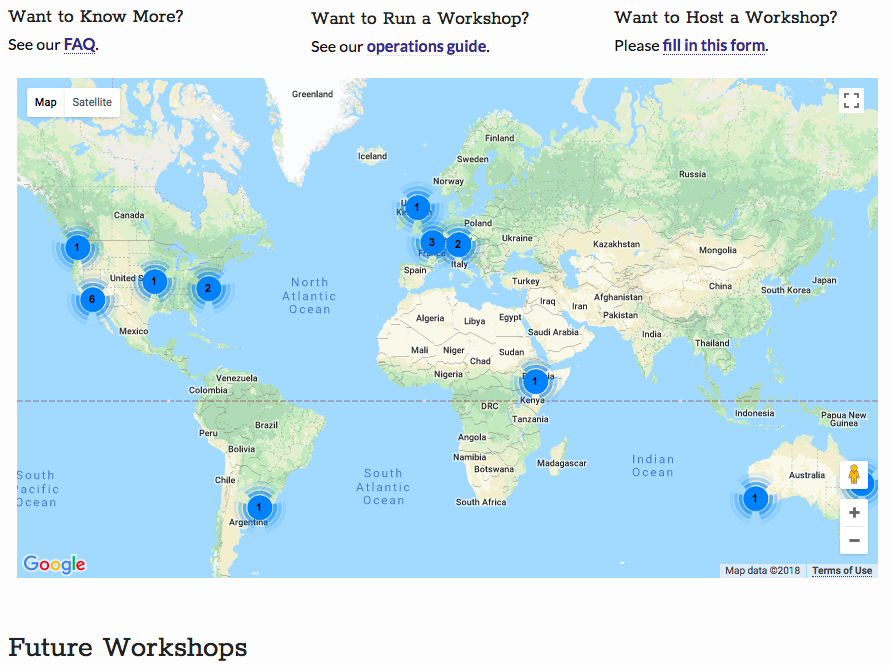 Want to Know More?
See our FAQ.
Want to Run a Workshop?
See our operations guide.
Want to Host a Workshop?
Please fill in this form.
Map Satellite
Greenland
Iceland
Finland
Sweden
Norway
Russia
Canada
1
Poland
Ukraine
Kazakhstan
Mongolia
1
3
2
France
Italy
Spain
United S
1
2
6
North
Atlantic
Ocean
Turkey
China
South Korea
Japan
Iraq
Iran
Afghanistan
Pakistan
Mexico
Algeria
Libya
Egypt
Saudi Arabia
India
Thailand
Mali
Niger
Chad
Sudan
Nigeria
1
Venezuela
Colombia
Kenya
DRC
Tanzania
Indonesia
Papua New
Guinea
Brazil
Peru
Bolivia
Angola
Namibia
Botswana
Madagascar
Indian
Ocean
Australia
South
Pacific
Ocean
Chile
South
Atlantic
Ocean
South Africa
1
1
Argentina
+
−
Google
Map data ©2018 Terms of Use
Future Workshops